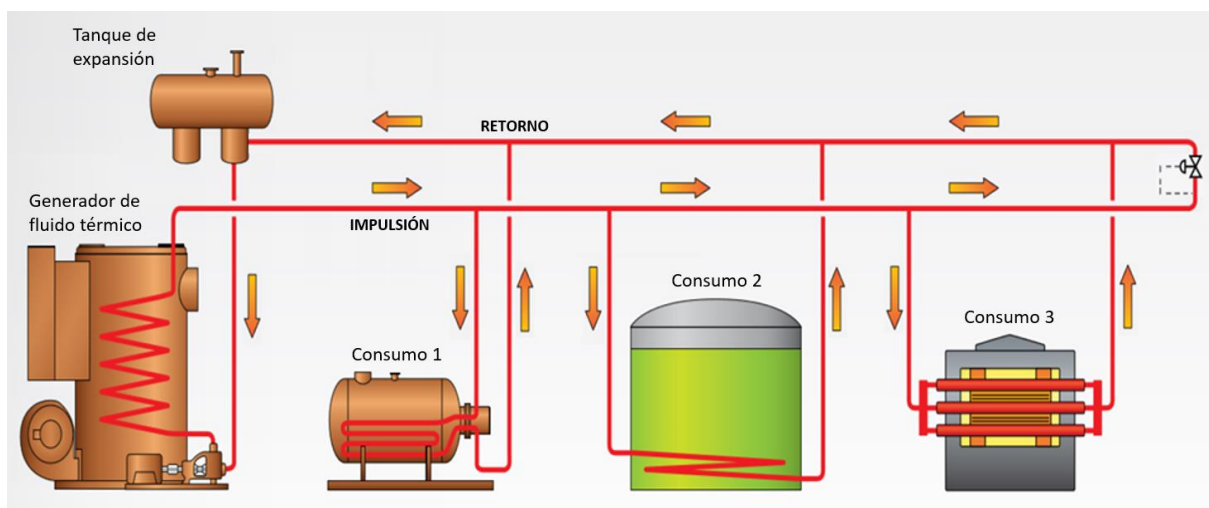 Tanque de
expansión
RETORNO
Generador de
fluido térmico
IMPULSIÓN
Consumo 1
Consumo 2
Consumo 3